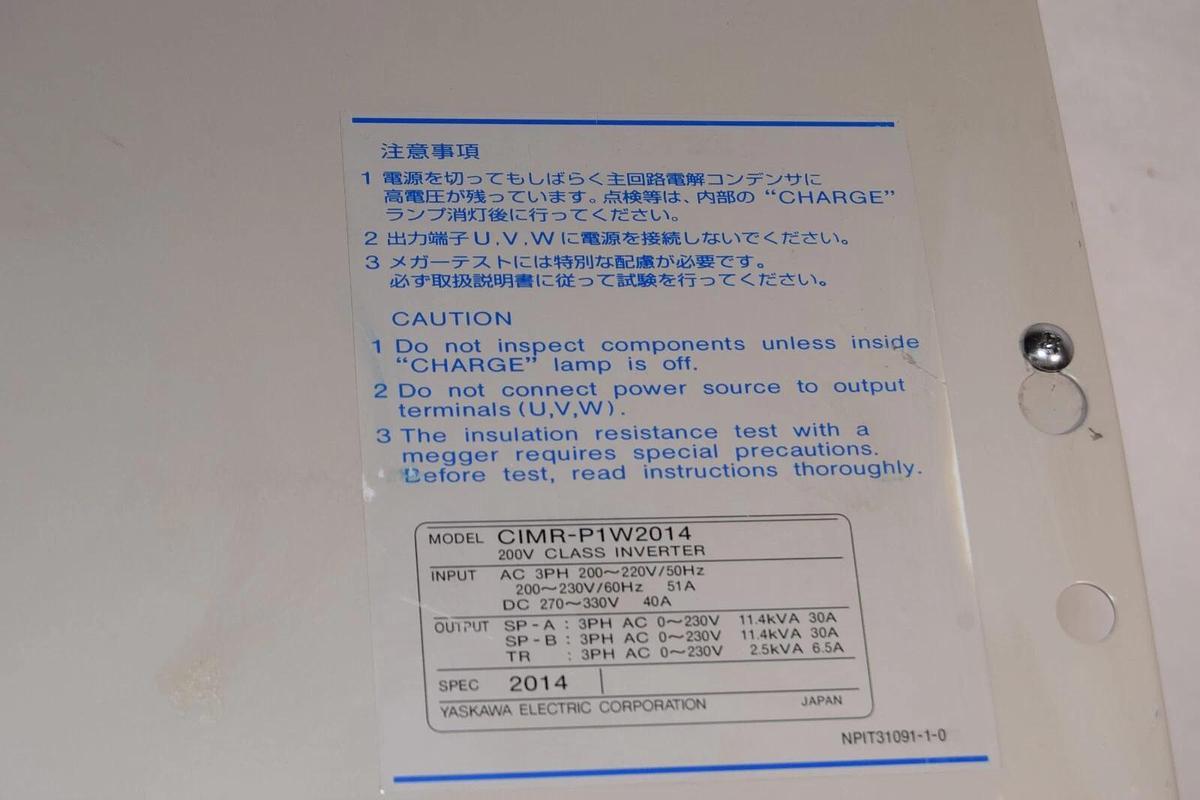 注意事項
1 電源を切ってもしばらく主回路電解コンデンサに
高電圧が残っています。点検等は、内部の “CHARGE”
ランプ消灯後に行ってください。
2 出力端子U,V,Wに電源を接続しないでください。
3 メガーテストには特別な配慮が必要です。
必ず取扱説明書に従って試験を行ってください。
CAUTION
1 Do not inspect components unless inside
“CHARGE” lamp is off.
2 Do not connect power source to output
terminals (U,V,W).
3 The insulation resistance test with a
megger requires special precautions.
Before test, read instructions thoroughly.
MODEL CIMR-P1W2014
200V CLASS INVERTER
INPUT AC 3PH 200~220V/50Hz
200~230V/60Hz 51A
DC 270~330V 40A
OUTPUT SP-A : 3PH AC 0~230V 11.4kVA 30A
SP-B : 3PH AC 0~230V 11.4kVA 30A
TR : 3PH AC 0~230V 2.5kVA 6.5A
SPEC 2014
YASKAWA ELECTRIC CORPORATION JAPAN
NPIT31091-1-0